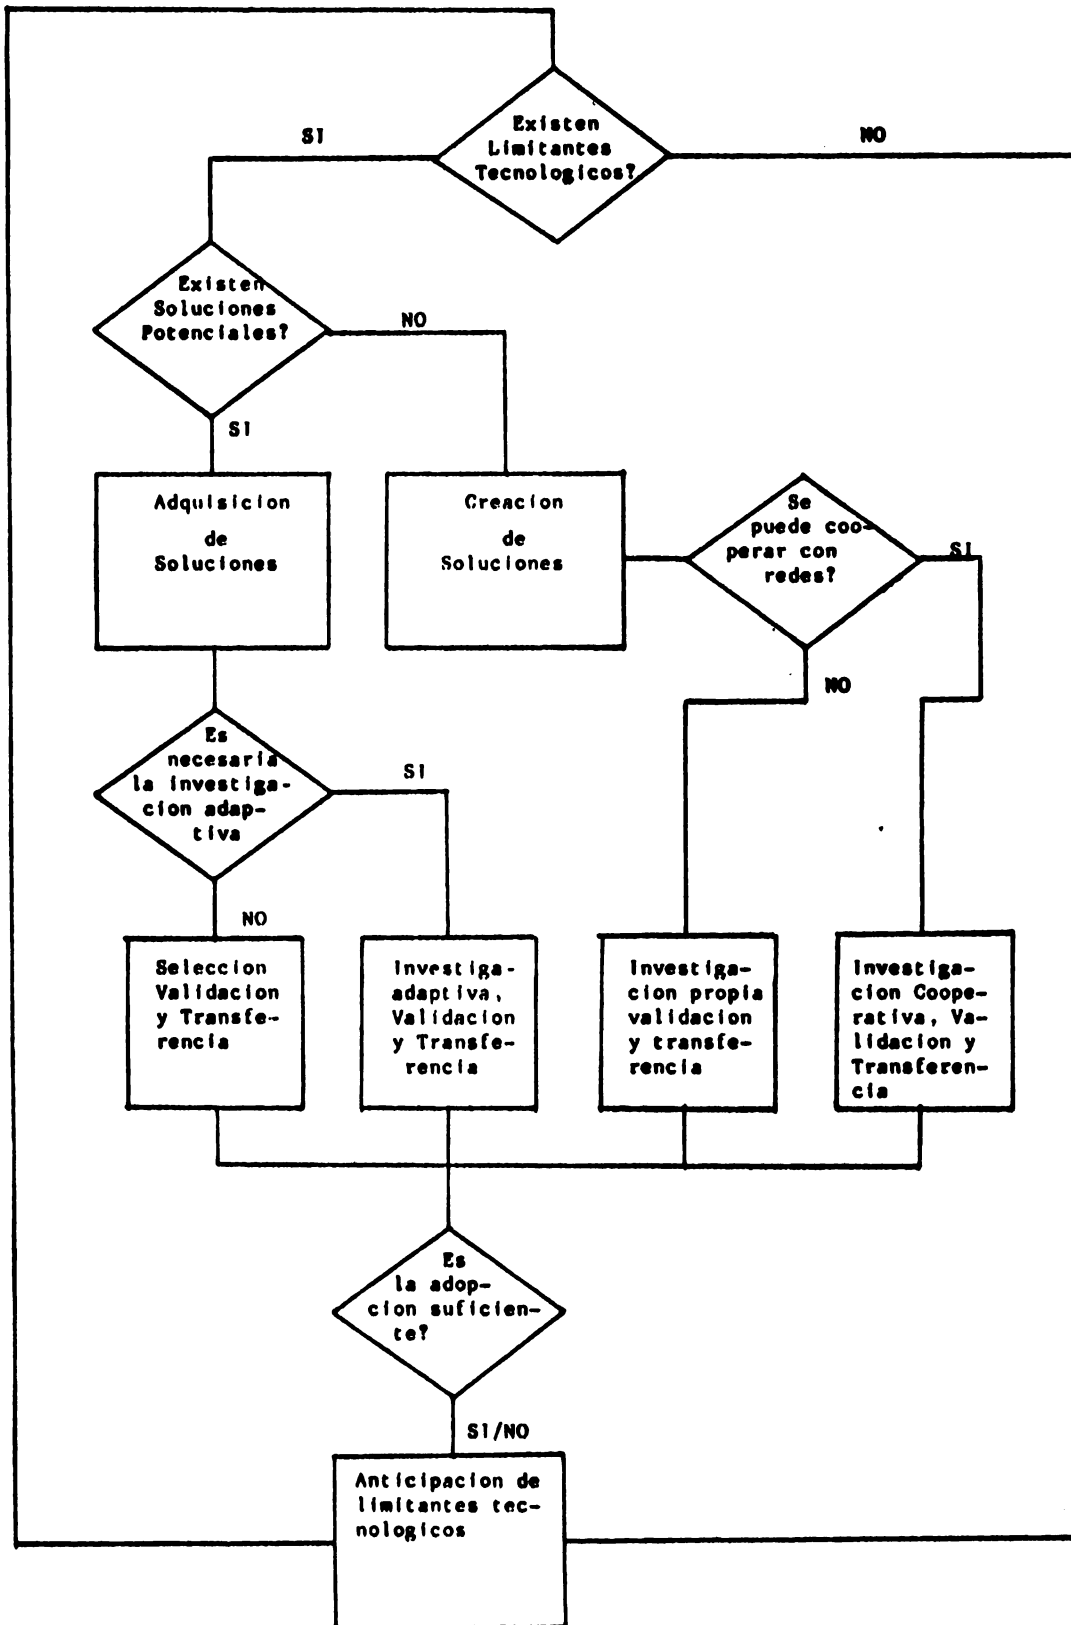 Existen
Limitantes
Tecnologicos?
SI
NO
Existen
Soluciones
Potenciales?
NO
SI
Adquisicion
de
Soluciones
Creacion
de
Soluciones
Se
puede coo-
perar con
redes?
SI
NO
Es
necesaria
la investiga-
cion adap-
tiva
SI
NO
Seleccion
Validacion
y Transfe-
rencia
Investiga-
adaptiva,
Validacion
y Transfe-
rencia
Investiga-
cion propia
validacion
y transfe-
rencia
Investiga-
cion Coope-
rativa, Va-
lidacion y
Transferen-
cia
Es
la adop-
cion suficien-
te?
SI/NO
Anticipacion de
limitantes tec-
nologicos